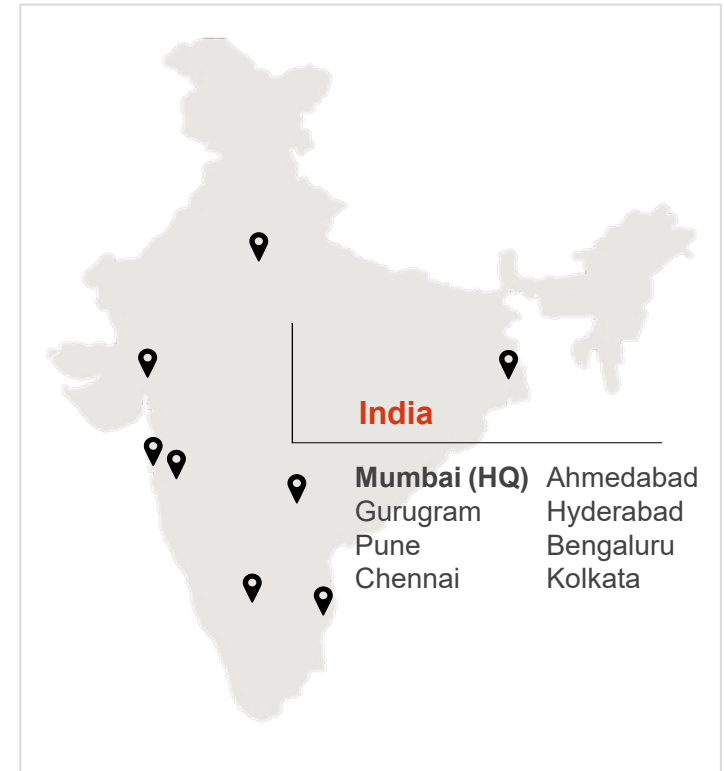 India
Mumbai (HQ) Ahmedabad
Gurugram Hyderabad
Pune Bengaluru
Chennai Kolkata